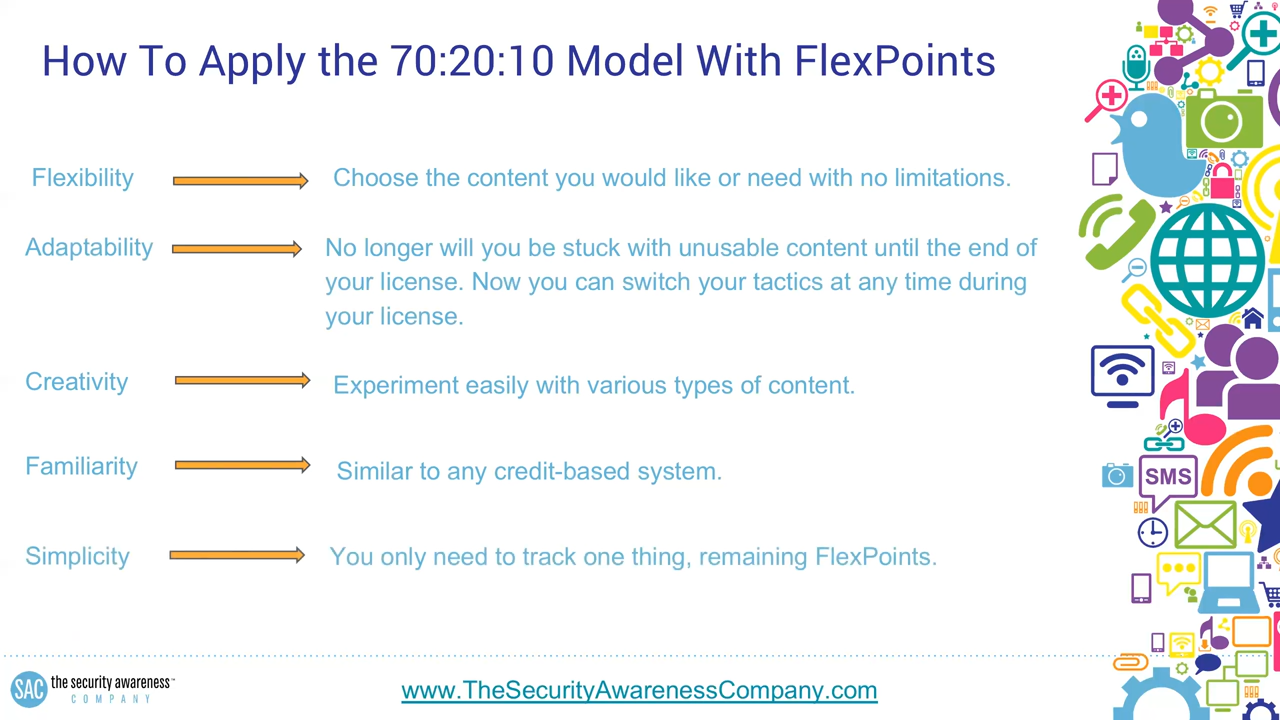 How To Apply the 70:20:10 Model With FlexPoints
Flexibility
Choose the content you would like or need with no limitations.
Adaptability
No longer will you be stuck with unusable content until the end of
your license. Now you can switch your tactics at any time during
your license.
Creativity
Experiment easily with various types of content.
Familiarity
Similar to any credit-based system.
Simplicity
You only need to track one thing, remaining FlexPoints.
SMS
SAC
the security awareness™
COMPANY
www.TheSecurityAwarenessCompany.com